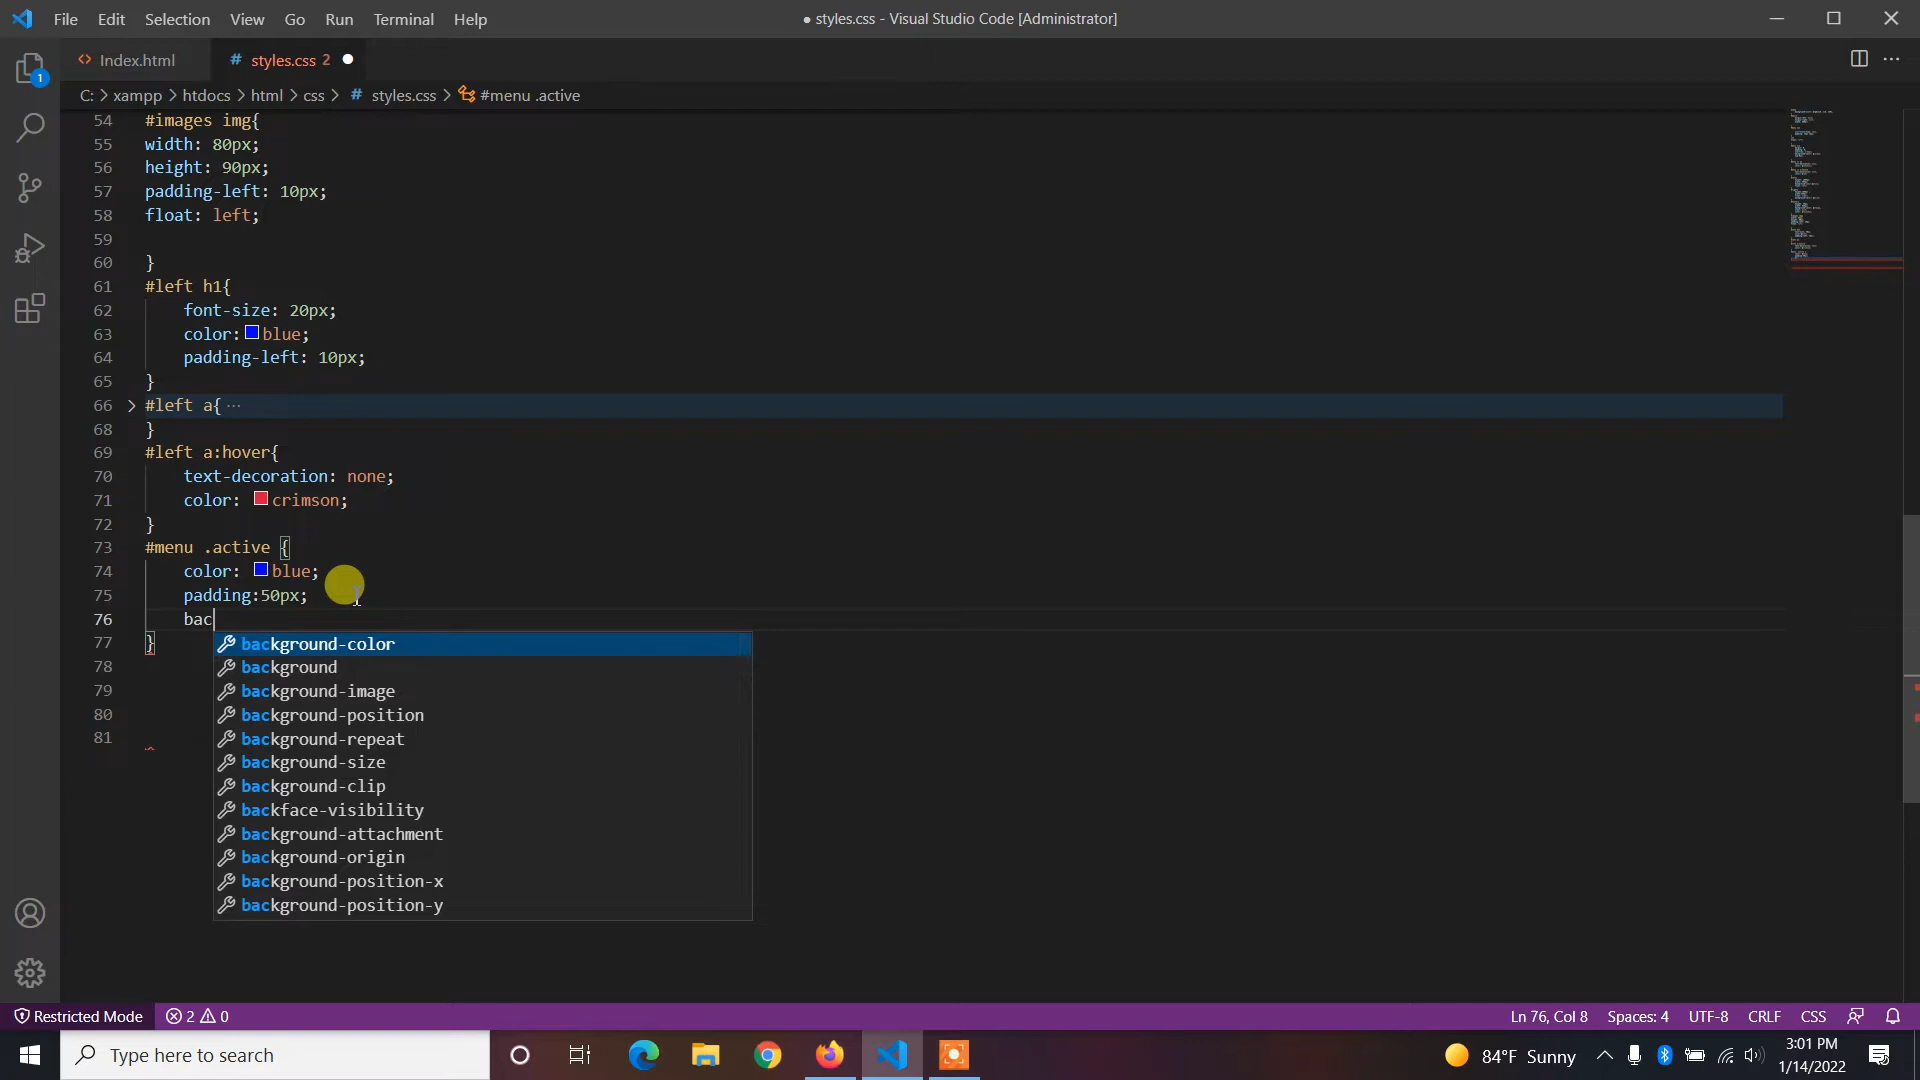 File Edit Selection View Go Run Terminal Help
● styles.css - Visual Studio Code [Administrator]
Index.html
# styles.css 2 ●
C: > xampp > htdocs > html > css > # styles.css > #menu .active
54 #images img{
55 width: 80px;
56 height: 90px;
57 padding-left: 10px;
58 float: left;
59
60 }
61 #left h1{
62 font-size: 20px;
63 color: blue;
64 padding-left: 10px;
65 }
66 #left a{ ···
68 }
69 #left a:hover{
70 text-decoration: none;
71 color: crimson;
72 }
73 #menu .active {
74 color: blue;
75 padding:50px;
76 bac
77 }
background-color
78 background
79 background-image
80 background-position
81 background-repeat
background-size
background-clip
backface-visibility
background-attachment
background-origin
background-position-x
background-position-y
1
Restricted Mode 2 0
Ln 76, Col 8 Spaces: 4 UTF-8 CRLF CSS
Type here to search
84°F Sunny
3:01 PM
1/14/2022